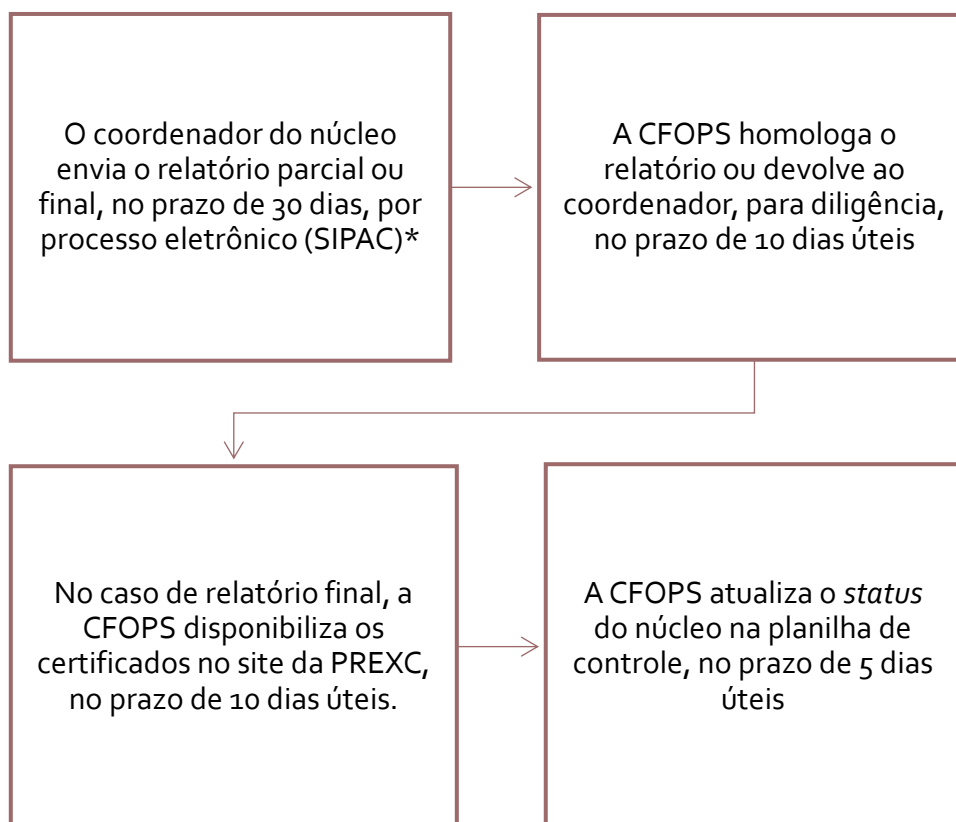 O coordenador do núcleo
envia o relatório parcial ou
final, no prazo de 30 dias, por
processo eletrônico (SIPAC)*
A CFOPS homologa o
relatório ou devolve ao
coordenador, para diligência,
no prazo de 10 dias úteis
No caso de relatório final, a
CFOPS disponibiliza os
certificados no site da PREXC,
no prazo de 10 dias úteis.
A CFOPS atualiza o status
do núcleo na planilha de
controle, no prazo de 5 dias
úteis